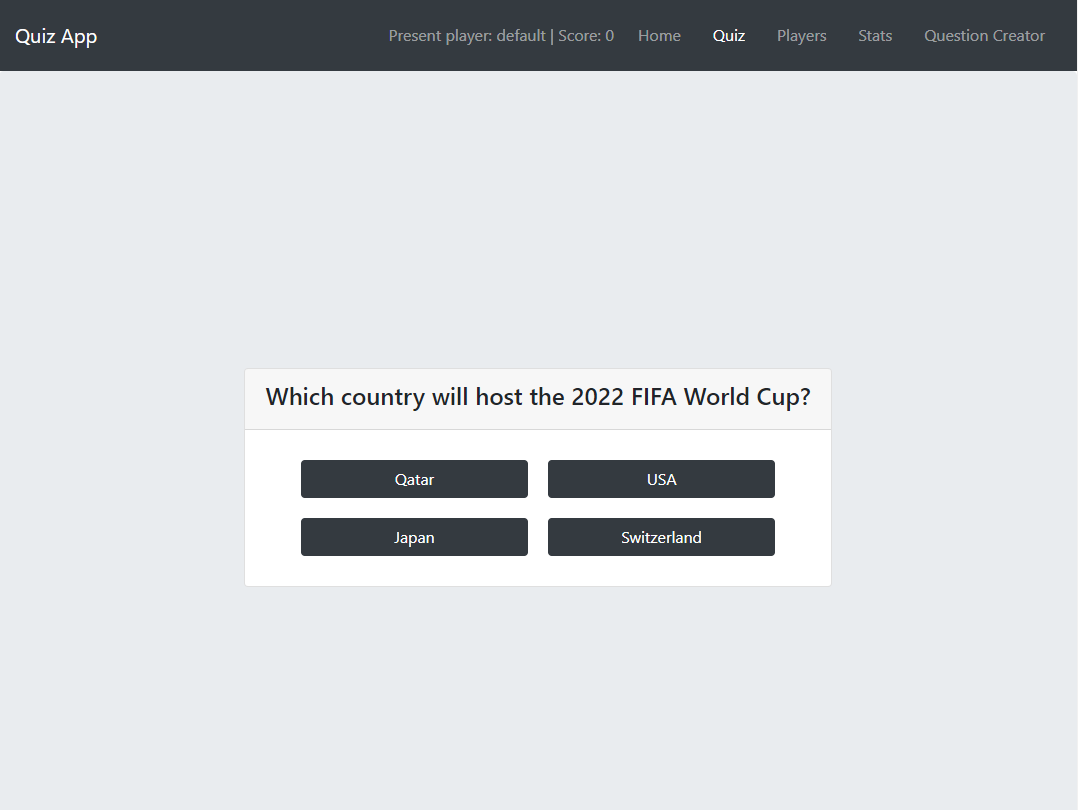 Quiz App
Present player: default | Score: 0 Home Quiz Players Stats Question Creator
Which country will host the 2022 FIFA World Cup?
Qatar USA
Japan Switzerland